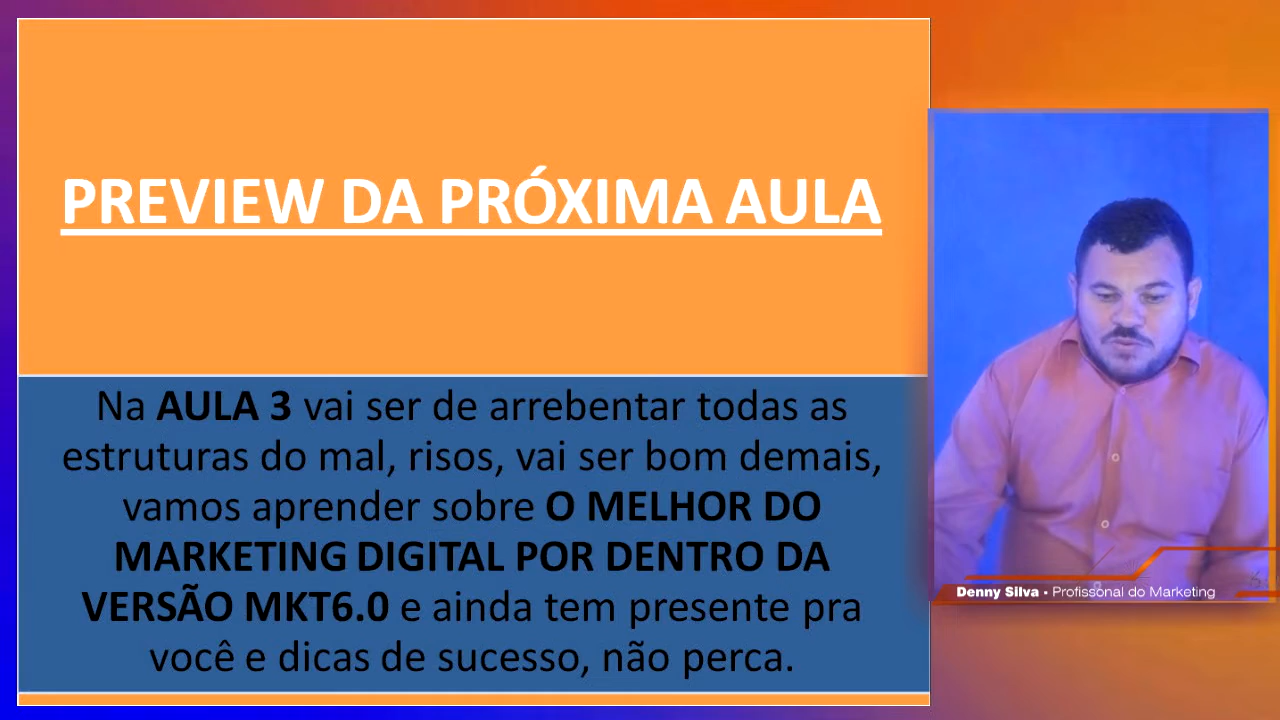 PREVIEW DA PRÓXIMA AULA
Na AULA 3 vai ser de arrebentar todas as
estruturas do mal, risos, vai ser bom demais,
vamos aprender sobre O MELHOR DO
MARKETING DIGITAL POR DENTRO DA
VERSÃO MKT6.0 e ainda tem presente pra
você e dicas de sucesso, não perca.
Denny Silva • Profissonal do Marketing